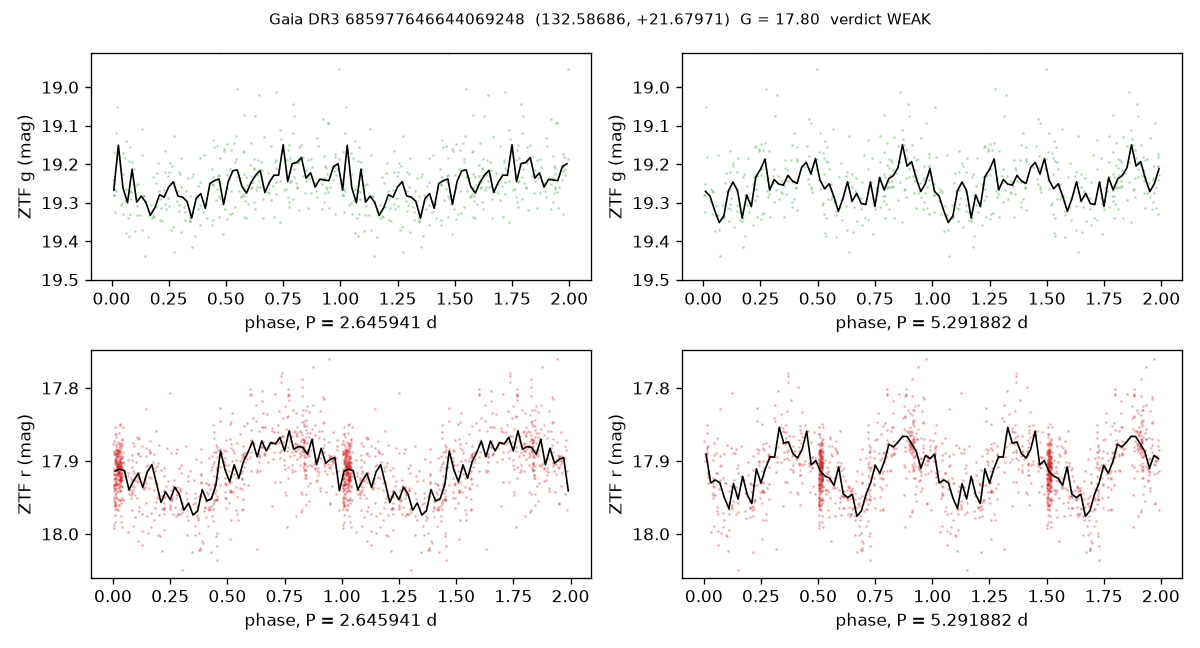 Gaia DR3 685977646644069248 (132.58686, +21.67971) G = 17.80 verdict WEAK
ZTF g (mag)
19.0
19.1
19.2
19.3
19.4
19.5
0.00 0.25 0.50 0.75 1.00 1.25 1.50 1.75 2.00
phase, P = 2.645941 d
ZTF g (mag)
19.0
19.1
19.2
19.3
19.4
19.5
0.00 0.25 0.50 0.75 1.00 1.25 1.50 1.75 2.00
phase, P = 5.291882 d
ZTF r (mag)
17.8
17.9
18.0
0.00 0.25 0.50 0.75 1.00 1.25 1.50 1.75 2.00
phase, P = 2.645941 d
ZTF r (mag)
17.8
17.9
18.0
0.00 0.25 0.50 0.75 1.00 1.25 1.50 1.75 2.00
phase, P = 5.291882 d